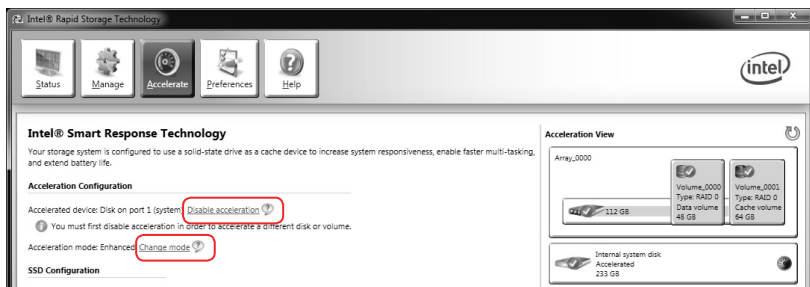 Intel® Rapid Storage Technology
Status
Manage
Accelerate
Preferences
Help
intel
Intel® Smart Response Technology
Your storage system is configured to use a solid-state drive as a cache device to increase system responsiveness, enable faster multi-tasking,
and extend battery life.
Acceleration Configuration
Accelerated device: Disk on port 1 (system) Disable acceleration ?
You must first disable acceleration in order to accelerate a different disk or volume.
Acceleration mode: Enhanced Change mode ?
SSD Configuration
Acceleration View
Array_0000
Volume_0000
Type: RAID 0
Data volume
48 GB
Volume_0001
Type: RAID 0
Cache volume
64 GB
112 GB
Internal system disk
Accelerated
233 GB